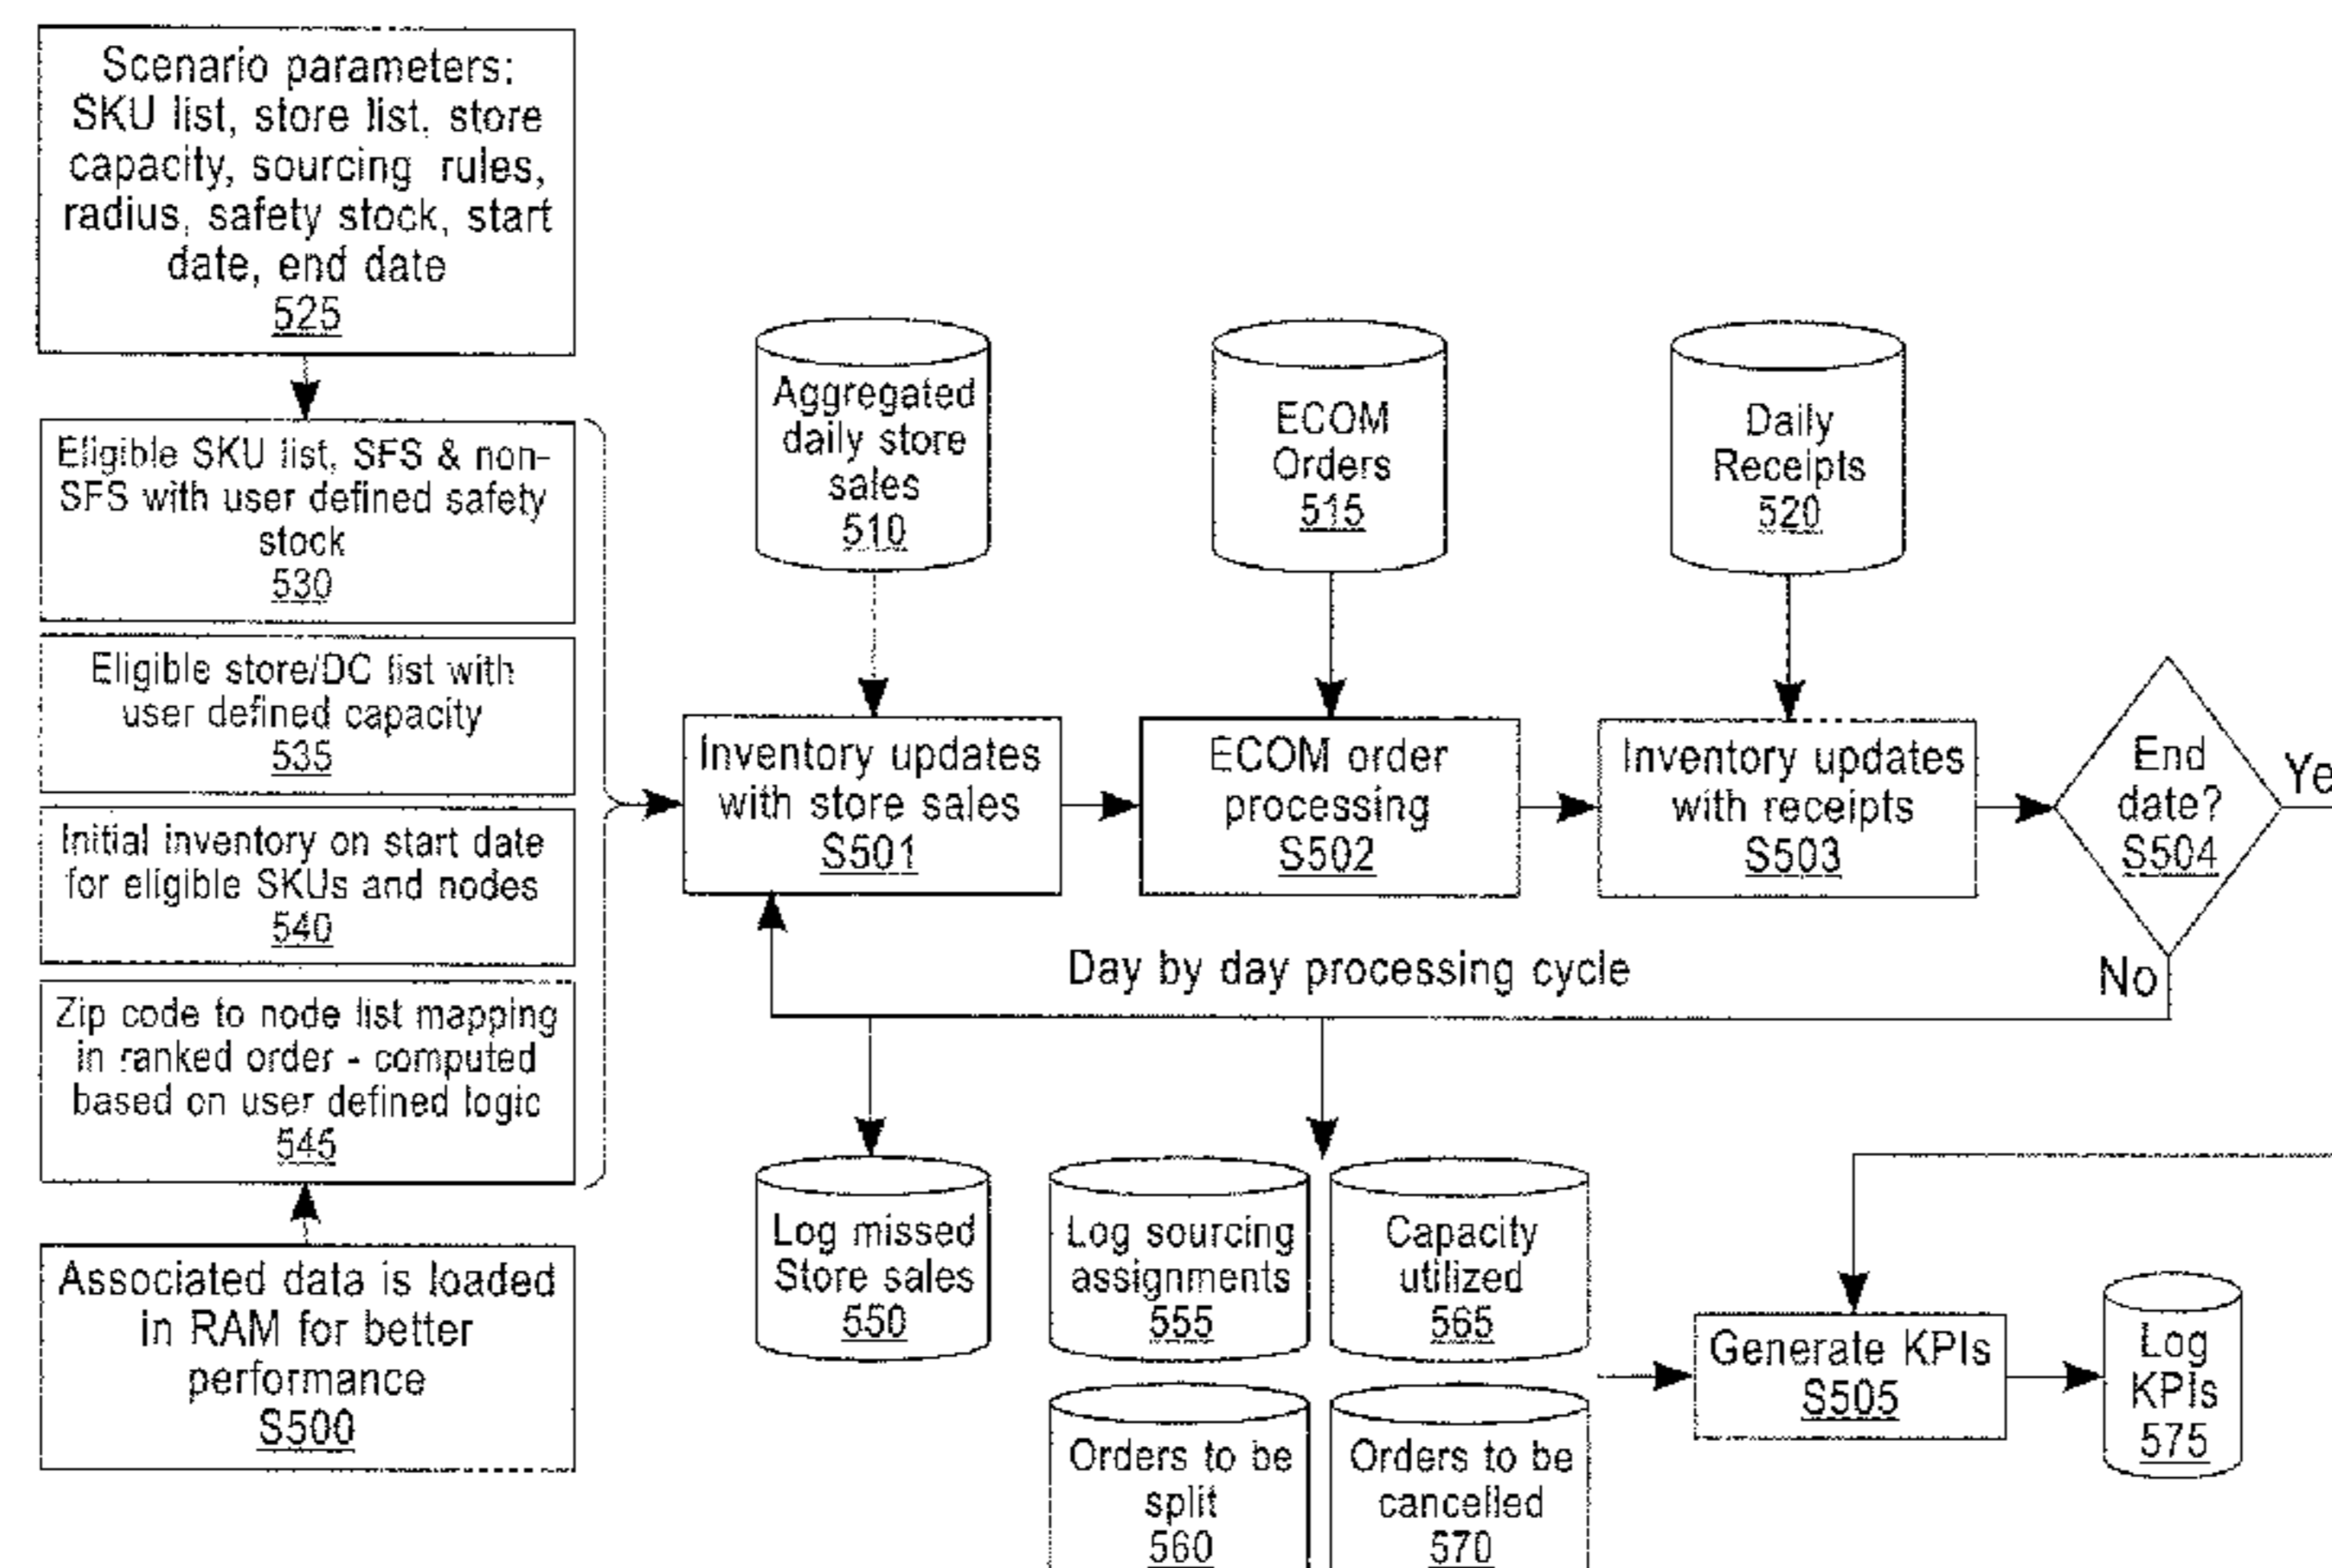 Scenario parameters:
SKU list, store list, store
capacity, sourcing rules,
radius, safety stock, start
date, end date
525
Eligible SKU list, SFS & non-
SFS with user defined safety
stock
530
Eligible store/DC list with
user defined capacity
535
Initial inventory on start date
for eligible SKUs and nodes
540
Zip code to node list mapping
in ranked order - computed
based on user defined logic
545
Associated data is loaded
in RAM for better
performance
S500
Aggregated
daily store
sales
510
ECOM
Orders
515
Daily
Receipts
520
Inventory updates
with store sales
S501
ECOM order
processing
S502
Inventory updates
with receipts
S503
End
date?
S504
Ye
No
Day by day processing cycle
Log missed
Store sales
550
Log sourcing
assignments
555
Capacity
utilized
565
Orders to be
split
560
Orders to be
cancelled
570
Generate KPIs
S505
Log
KPIs
575